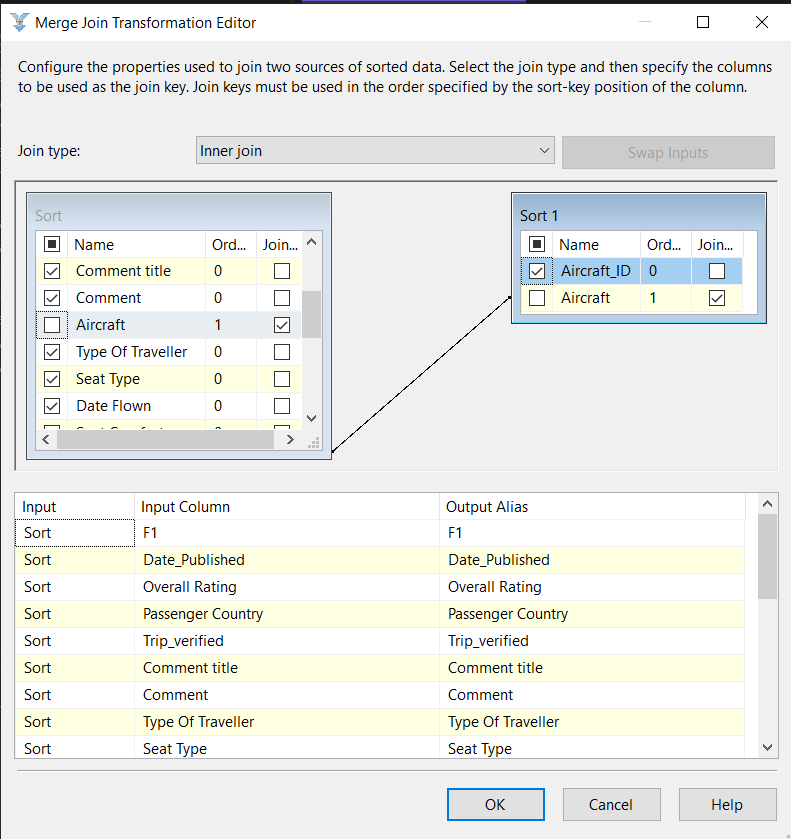 Merge Join Transformation Editor
Configure the properties used to join two sources of sorted data. Select the join type and then specify the columns
to be used as the join key. Join keys must be used in the order specified by the sort-key position of the column.
Join type: Inner join Swap Inputs
Sort
Name Ord... Join...
Comment title 0
Comment 0
Aircraft 1
Type Of Traveller 0
Seat Type 0
Date Flown 0
Sort 1
Name Ord... Join...
Aircraft_ID 0
Aircraft 1
Input Input Column Output Alias
Sort F1 F1
Sort Date_Published Date_Published
Sort Overall Rating Overall Rating
Sort Passenger Country Passenger Country
Sort Trip_verified Trip_verified
Sort Comment title Comment title
Sort Comment Comment
Sort Type Of Traveller Type Of Traveller
Sort Seat Type Seat Type
OK Cancel Help